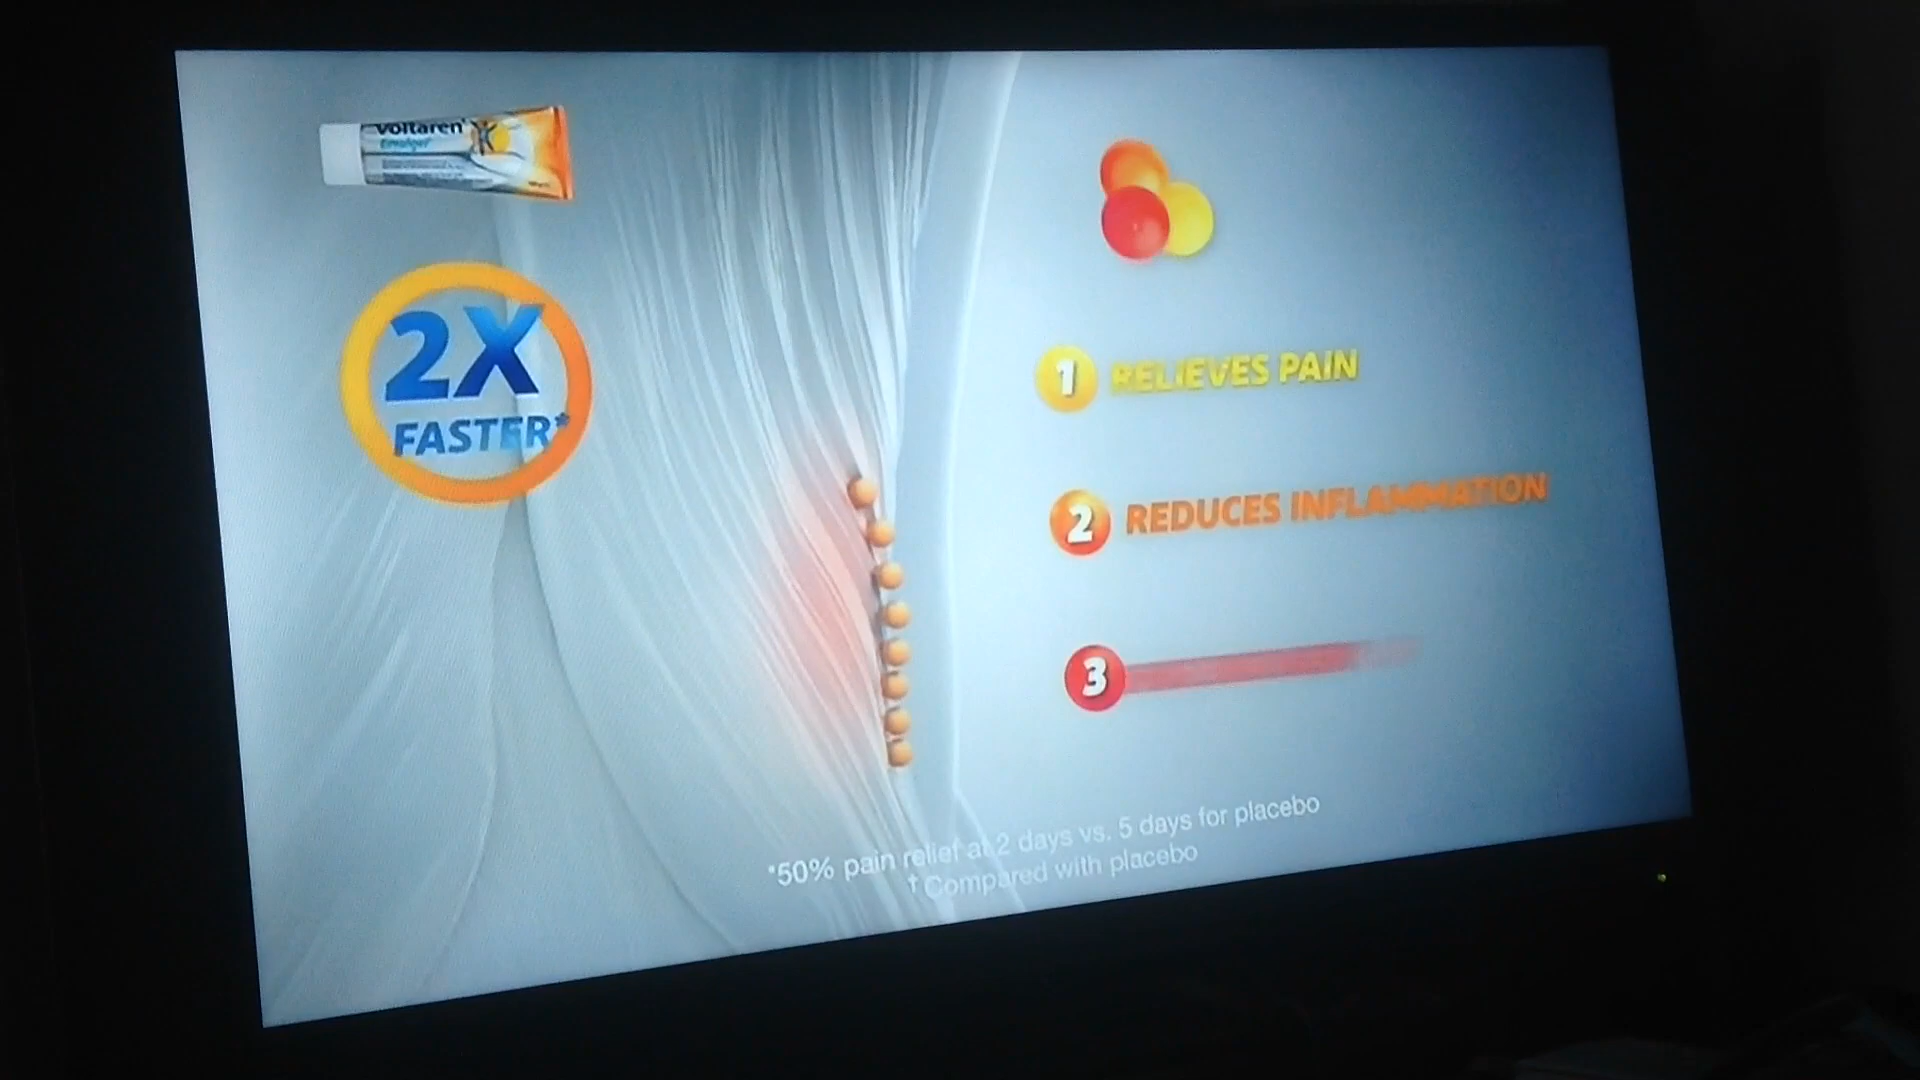 Voltaren
Emulgel
2X
FASTER*
1 RELIEVES PAIN
2 REDUCES INFLAMMATION
3
*50% pain relief at 2 days vs. 5 days for placebo
† Compared with placebo